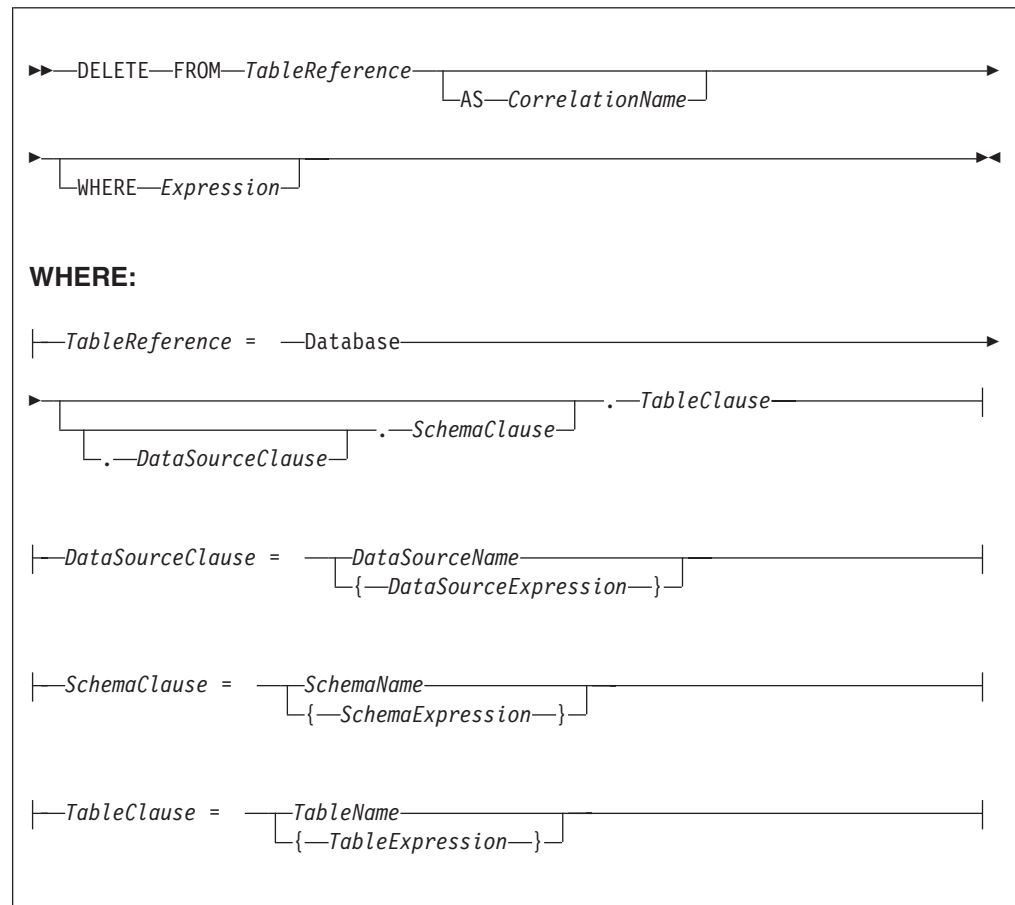 DELETE FROM TableReference
AS CorrelationName
WHERE Expression
WHERE:
TableReference = Database
. TableClause
. SchemaClause
. DataSourceClause
DataSourceClause = DataSourceName
{ DataSourceExpression }
SchemaClause = SchemaName
{ SchemaExpression }
TableClause = TableName
{ TableExpression }